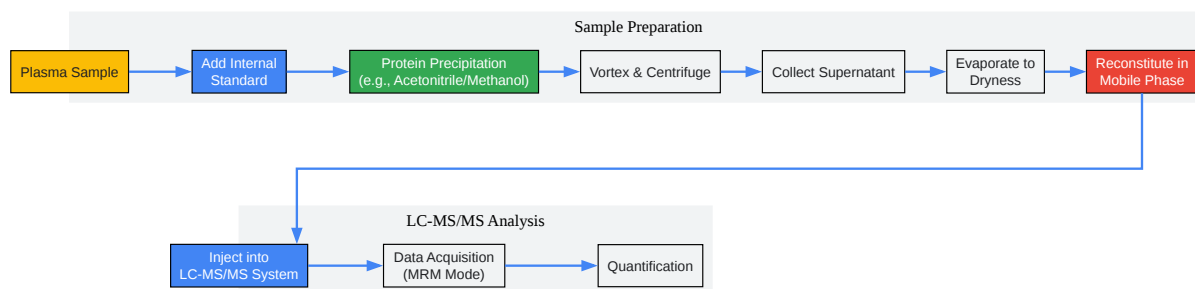 Sample Preparation
Plasma Sample
Add Internal
Standard
Protein Precipitation
(e.g., Acetonitrile/Methanol)
Vortex & Centrifuge
Collect Supernatant
Evaporate to
Dryness
Reconstitute in
Mobile Phase
LC-MS/MS Analysis
Inject into
LC-MS/MS System
Data Acquisition
(MRM Mode)
Quantification